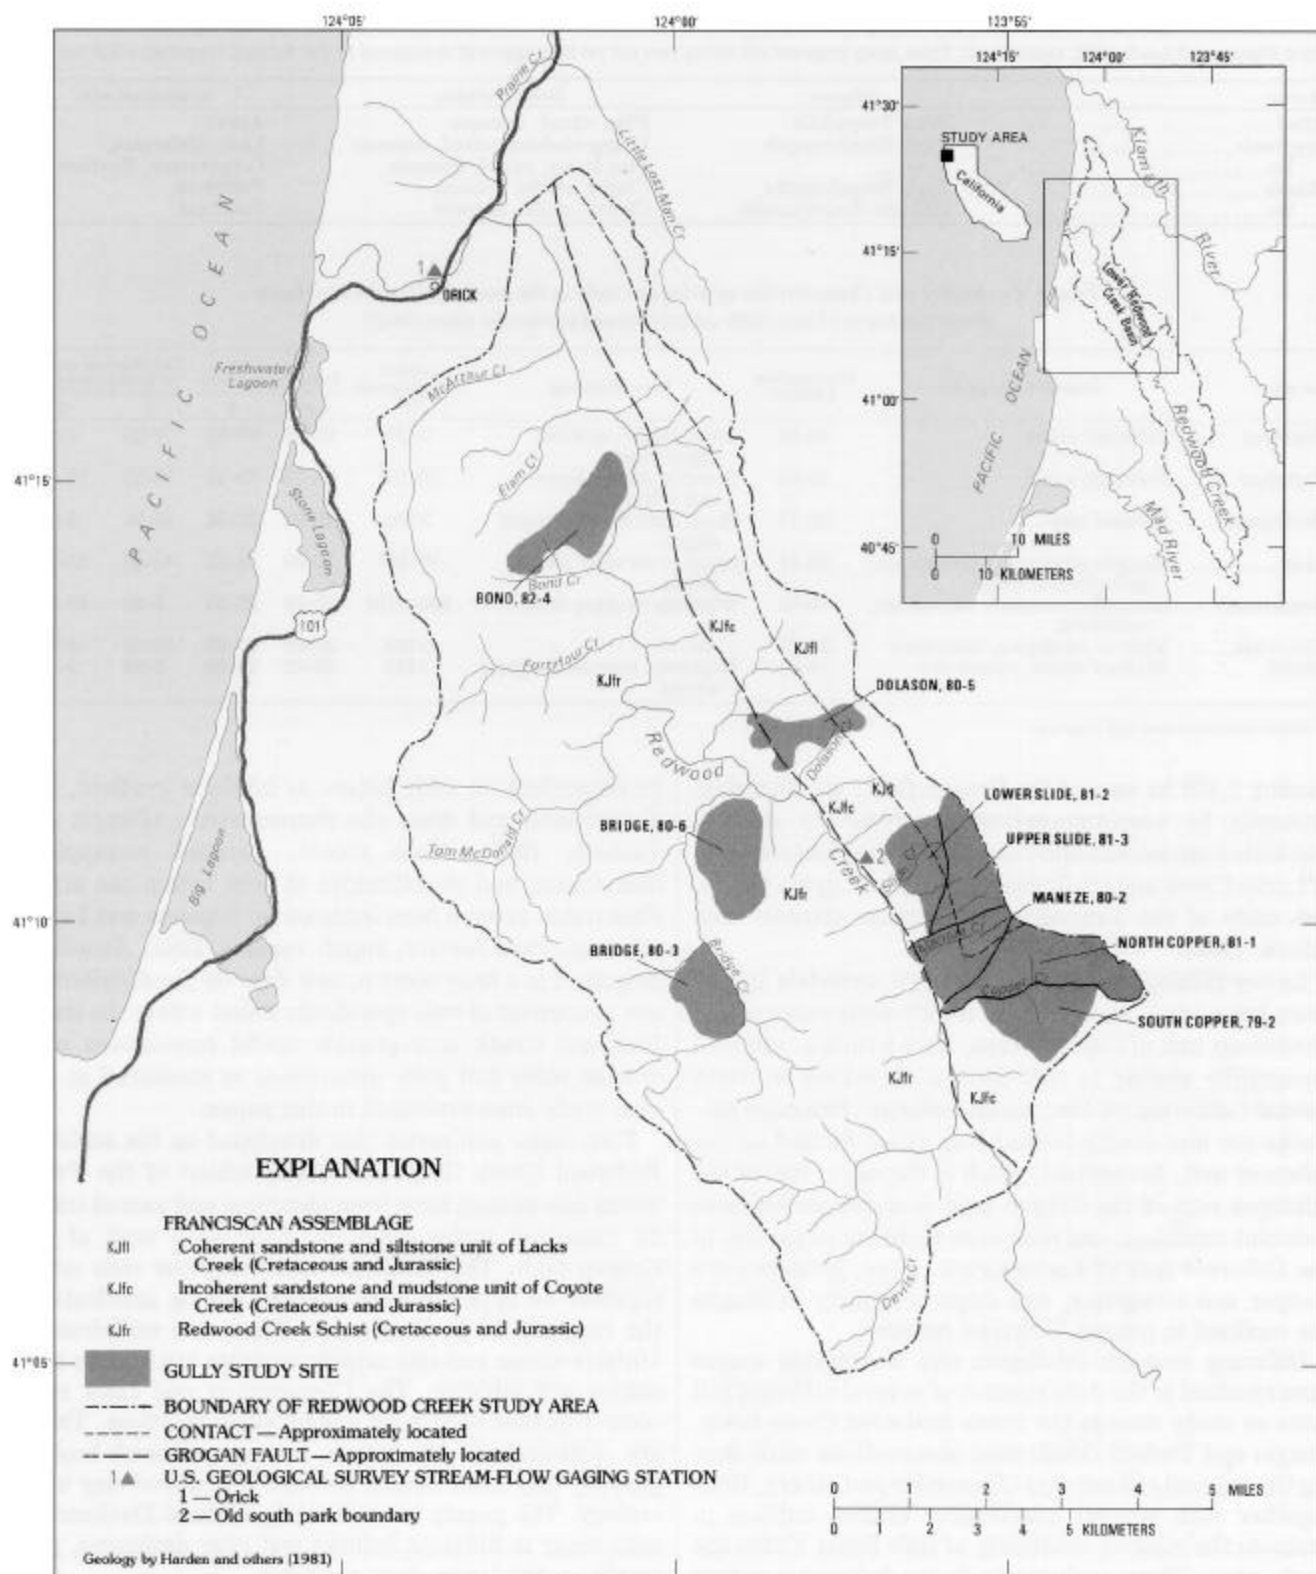 124°05'
124°00'
123°55'
Prairie Cr
Little Lost Man Cr
PACIFIC OCEAN
1
ORICK
Freshwater
Lagoon
McArthur Cr
41°15'
Elam Cr
Stone Lagoon
Bond Cr
BOND, 82-4
101
KJfc
KJfl
Fortyfour Cr
KJfr
DOLASON, 80-5
Redwood
Dolason Cr
KJfl
KJfc
LOWER SLIDE, 81-2
BRIDGE, 80-6
UPPER SLIDE, 81-3
Tom McDonald Cr
2
Creek
Slide Cr
Big Lagoon
KJfr
MANEZE, 80-2
41°10'
Maneze Cr
NORTH COPPER, 81-1
BRIDGE, 80-3
Bridge Cr
Copper Cr
SOUTH COPPER, 79-2
KJfr
KJfc
Devils Cr
41°05'
124°15'
124°00'
123°45'
41°30'
STUDY AREA
California
Klamath
River
41°15'
Lower Redwood
Creek Basin
PACIFIC OCEAN
41°00'
Redwood Creek
Mad River
40°45'
0 10 MILES
0 10 KILOMETERS
EXPLANATION
FRANCISCAN ASSEMBLAGE
KJfl Coherent sandstone and siltstone unit of Lacks
Creek (Cretaceous and Jurassic)
KJfc Incoherent sandstone and mudstone unit of Coyote
Creek (Cretaceous and Jurassic)
KJfr Redwood Creek Schist (Cretaceous and Jurassic)
GULLY STUDY SITE
BOUNDARY OF REDWOOD CREEK STUDY AREA
CONTACT — Approximately located
GROGAN FAULT — Approximately located
1 U.S. GEOLOGICAL SURVEY STREAM-FLOW GAGING STATION
1 — Orick
2 — Old south park boundary
Geology by Harden and others (1981)
0 1 2 3 4 5 MILES
0 1 2 3 4 5 KILOMETERS